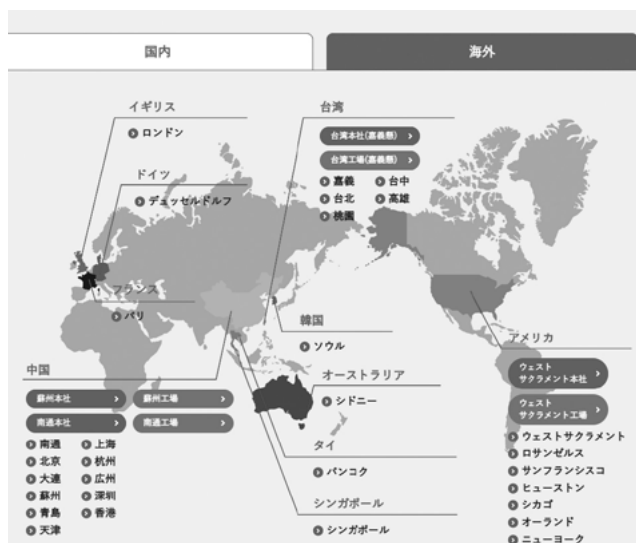 国内
海外
イギリス
ロンドン
ドイツ
デュッセルドルフ
フランス
パリ
中国
蘇州本社
蘇州工場
南通本社
南通工場
南通
上海
北京
杭州
大連
広州
蘇州
深圳
青島
香港
天津
台湾
台湾本社(嘉義縣)
台湾工場(嘉義縣)
嘉義
台中
台北
高雄
桃園
韓国
ソウル
オーストラリア
シドニー
タイ
バンコク
シンガポール
シンガポール
アメリカ
ウェスト
サクラメント本社
ウェスト
サクラメント工場
ウェストサクラメント
ロサンゼルス
サンフランシスコ
ヒューストン
シカゴ
オーランド
ニューヨーク